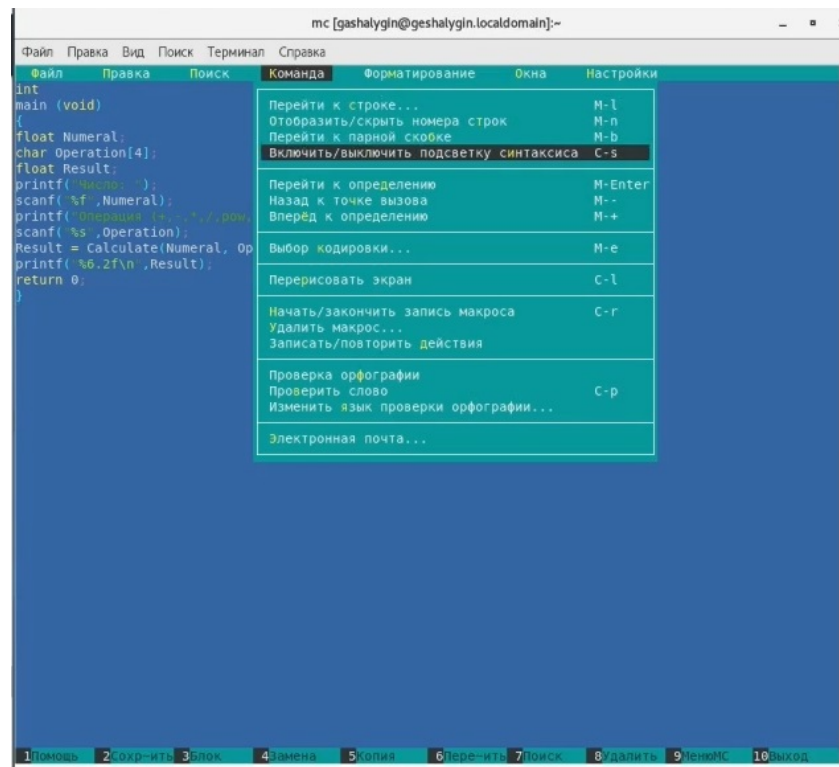 mc [gashalygin@geshalygin.localdomain]:~
Файл Правка Вид Поиск Терминал Справка
Файл Правка Поиск Команда Форматирование Окна Настройки
int
main (void)
{
float Numeral;
char Operation[4];
float Result;
printf("Число: ");
scanf("%f",Numeral);
printf("Операция (+,-,*,/,pow,
scanf("%s",Operation);
Result = Calculate(Numeral, Op
printf("%6.2f\n",Result);
return 0;
}
Перейти к строке... M-l
Отобразить/скрыть номера строк M-n
Перейти к парной скобке M-b
Включить/выключить подсветку синтаксиса C-s
Перейти к определению M-Enter
Назад к точке вызова M--
Вперёд к определению M-+
Выбор кодировки... M-e
Перерисовать экран C-l
Начать/закончить запись макроса C-r
Удалить макрос...
Записать/повторить действия
Проверка орфографии
Проверить слово C-p
Изменить язык проверки орфографии...
Электронная почта...
1Помощь 2Сохр~ить 3Блок 4Замена 5Копия 6Пере~ить 7Поиск 8Удалить 9МенюMC 10Выход